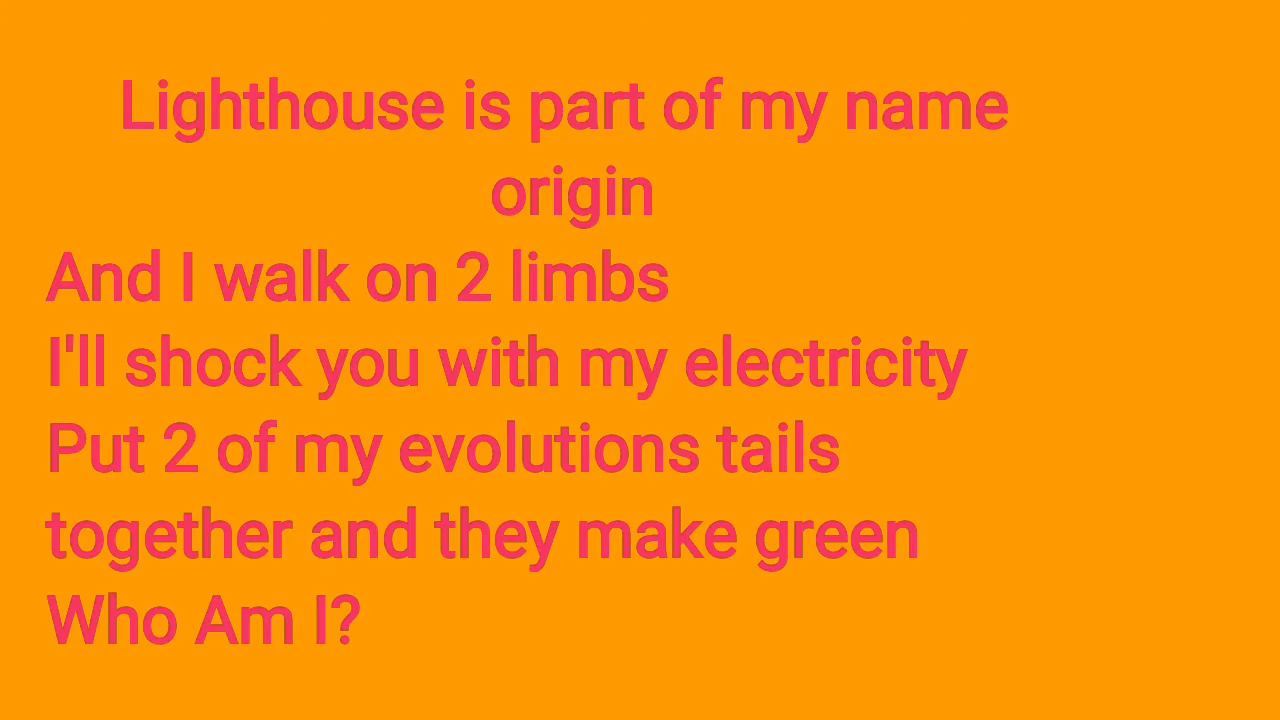 Lighthouse is part of my name
origin
And I walk on 2 limbs
I'll shock you with my electricity
Put 2 of my evolutions tails
together and they make green
Who Am I?